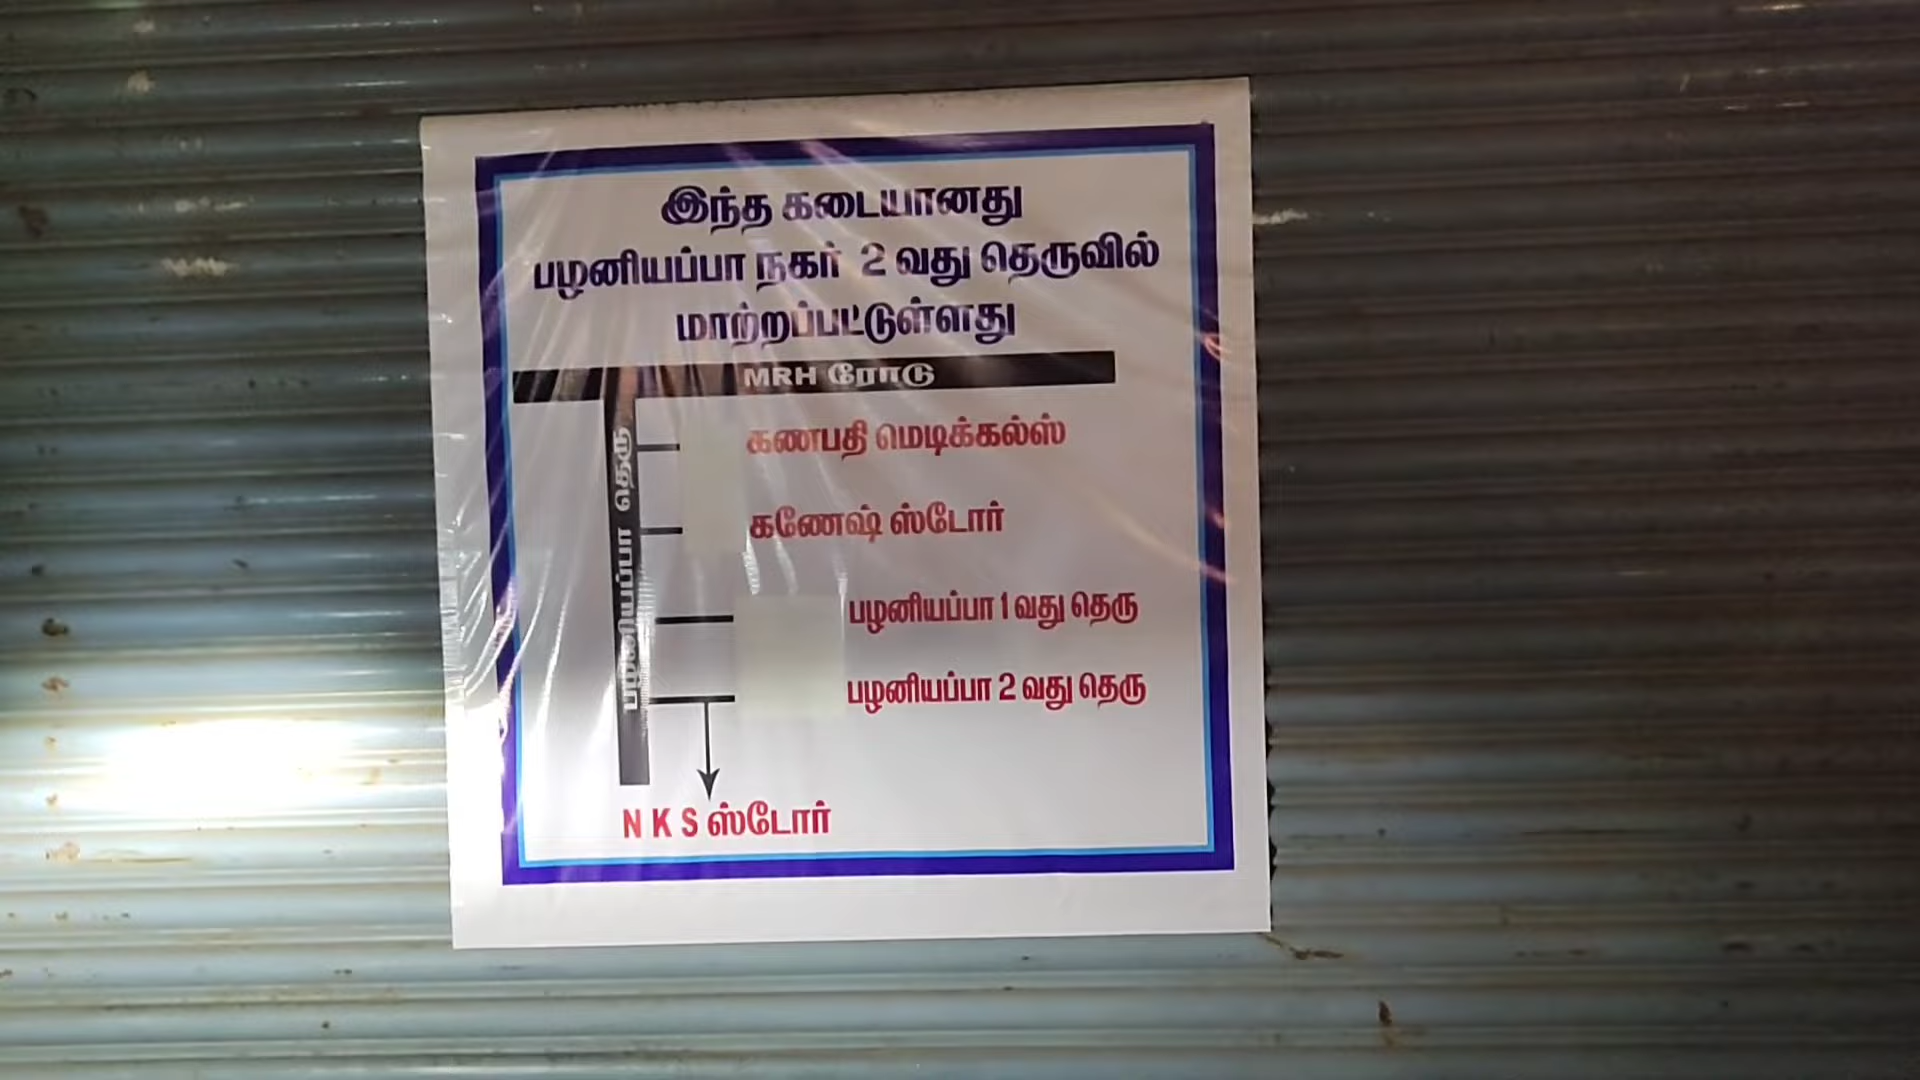 இந்த கடையானது
பழனியப்பா நகர் 2 வது தெருவில்
மாற்றப்பட்டுள்ளது
MRH ரோடு
பழனியப்பா தெரு
கணபதி மெடிக்கல்ஸ்
கணேஷ் ஸ்டோர்
பழனியப்பா 1 வது தெரு
பழனியப்பா 2 வது தெரு
N K S ஸ்டோர்